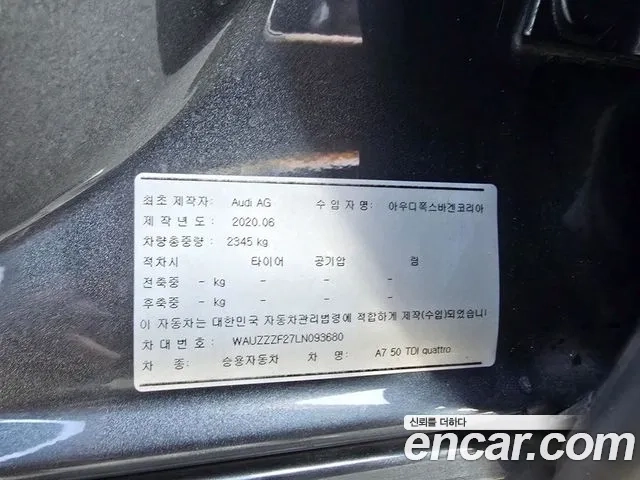 최초 제작자: Audi AG 수 입 자 명: 아우디폭스바겐코리아
제 작 년 도 : 2020.06
차량총중량 : 2345 kg
적차시 타이어 공기압 림
전축중 - kg - - -
후축중 - kg - - -
이 자동차는 대한민국 자동차관리법령에 적합하게 제작(수입)되었습니
차 대 번 호 : WAUZZZF27LN093680
차 종 : 승용자동차 차 명 : A7 50 TDI quattro
신뢰를 더하다
encar.com